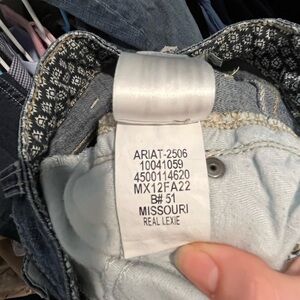 ARIAT-2506
10041059
4500114620
MX12FA22
B# 51
MISSOURI
REAL LEXIE